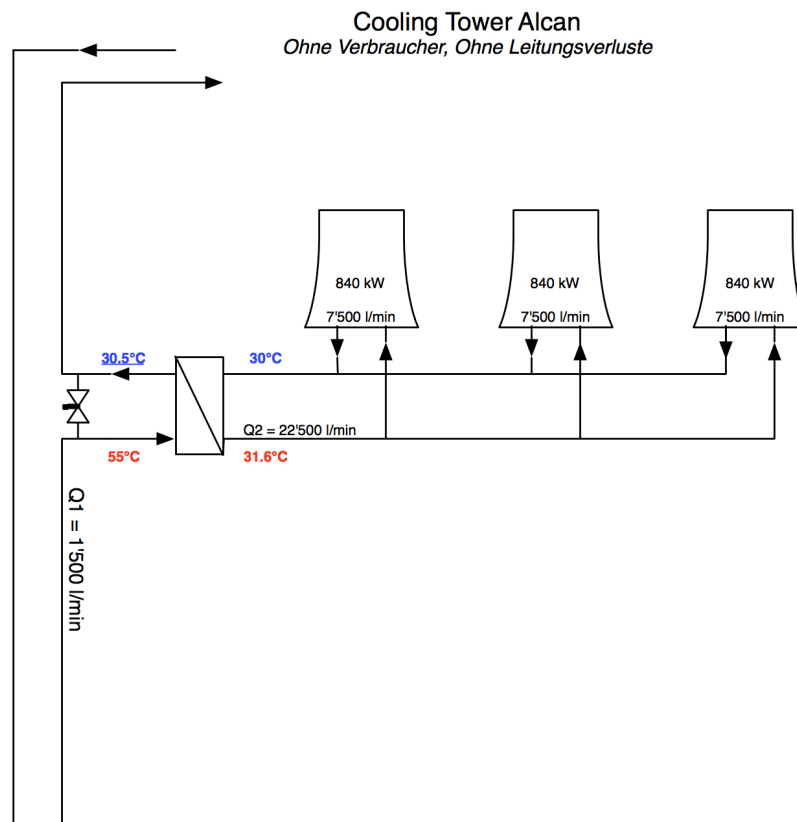 Cooling Tower Alcan
Ohne Verbraucher, Ohne Leitungsverluste
840 kW
7'500 l/min
840 kW
7'500 l/min
840 kW
7'500 l/min
30.5°C
30°C
Q2 = 22'500 l/min
55°C
31.6°C
Q1 = 1'500 l/min